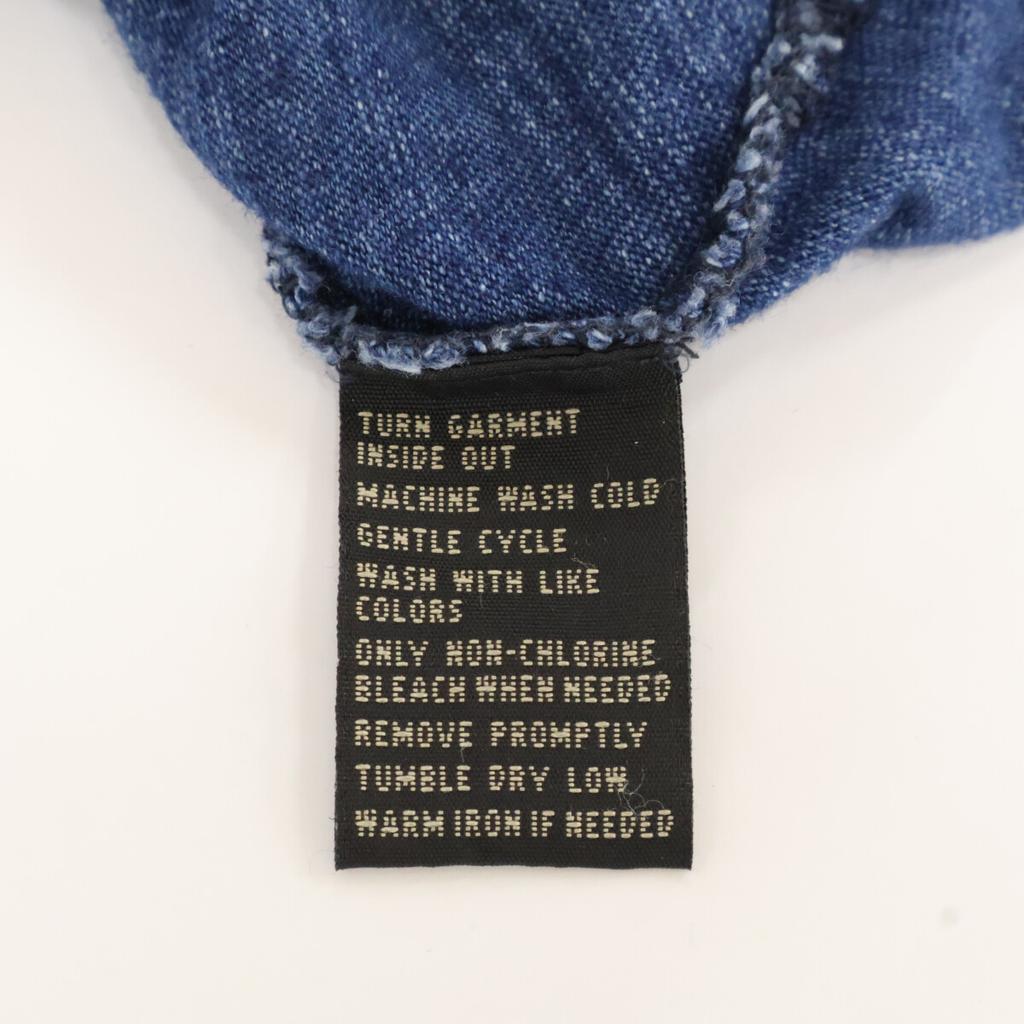 TURN GARMENT
INSIDE OUT
MACHINE WASH COLD
GENTLE CYCLE
WASH WITH LIKE
COLORS
ONLY NON-CHLORINE
BLEACH WHEN NEEDED
REMOVE PROMPTLY
TUMBLE DRY LOW
WARM IRON IF NEEDED